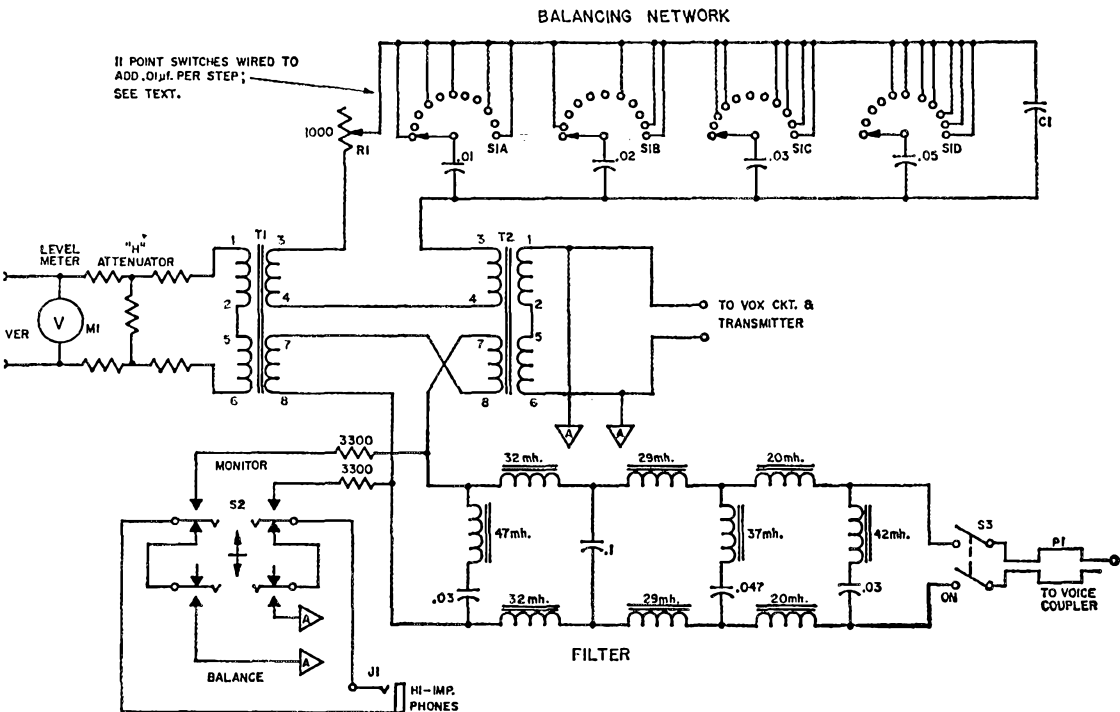 BALANCING NETWORK
11 POINT SWITCHES WIRED TO
ADD .01µf. PER STEP;
SEE TEXT.
1000
R1
S1A
S1B
S1C
S1D
C1
.01
.02
.03
.05
LEVEL
METER
"H"
ATTENUATOR
1
T1
3
3
T2
1
2
4
4
2
VER
V
M1
5
7
7
5
6
8
8
6
TO VOX CKT. &
TRANSMITTER
A
A
3300
MONITOR
3300
32mh.
29mh.
20mh.
S2
47mh.
.1
37mh.
42mh.
S3
P1
.03
.047
.03
ON
TO VOICE
COUPLER
32mh.
29mh.
20mh.
A
A
FILTER
BALANCE
J1
HI-IMP.
PHONES